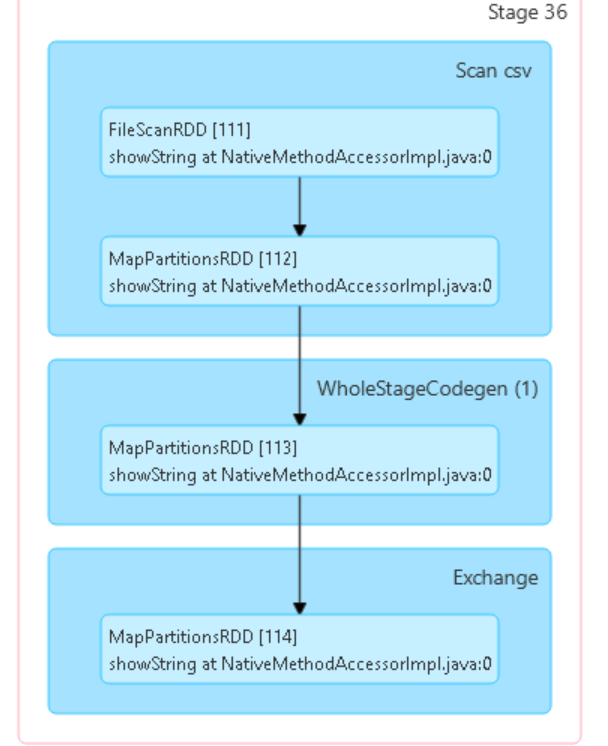 Stage 36
Scan csv
FileScanRDD [111]
showString at NativeMethodAccessorImpl.java:0
MapPartitionsRDD [112]
showString at NativeMethodAccessorImpl.java:0
WholeStageCodegen (1)
MapPartitionsRDD [113]
showString at NativeMethodAccessorImpl.java:0
Exchange
MapPartitionsRDD [114]
showString at NativeMethodAccessorImpl.java:0